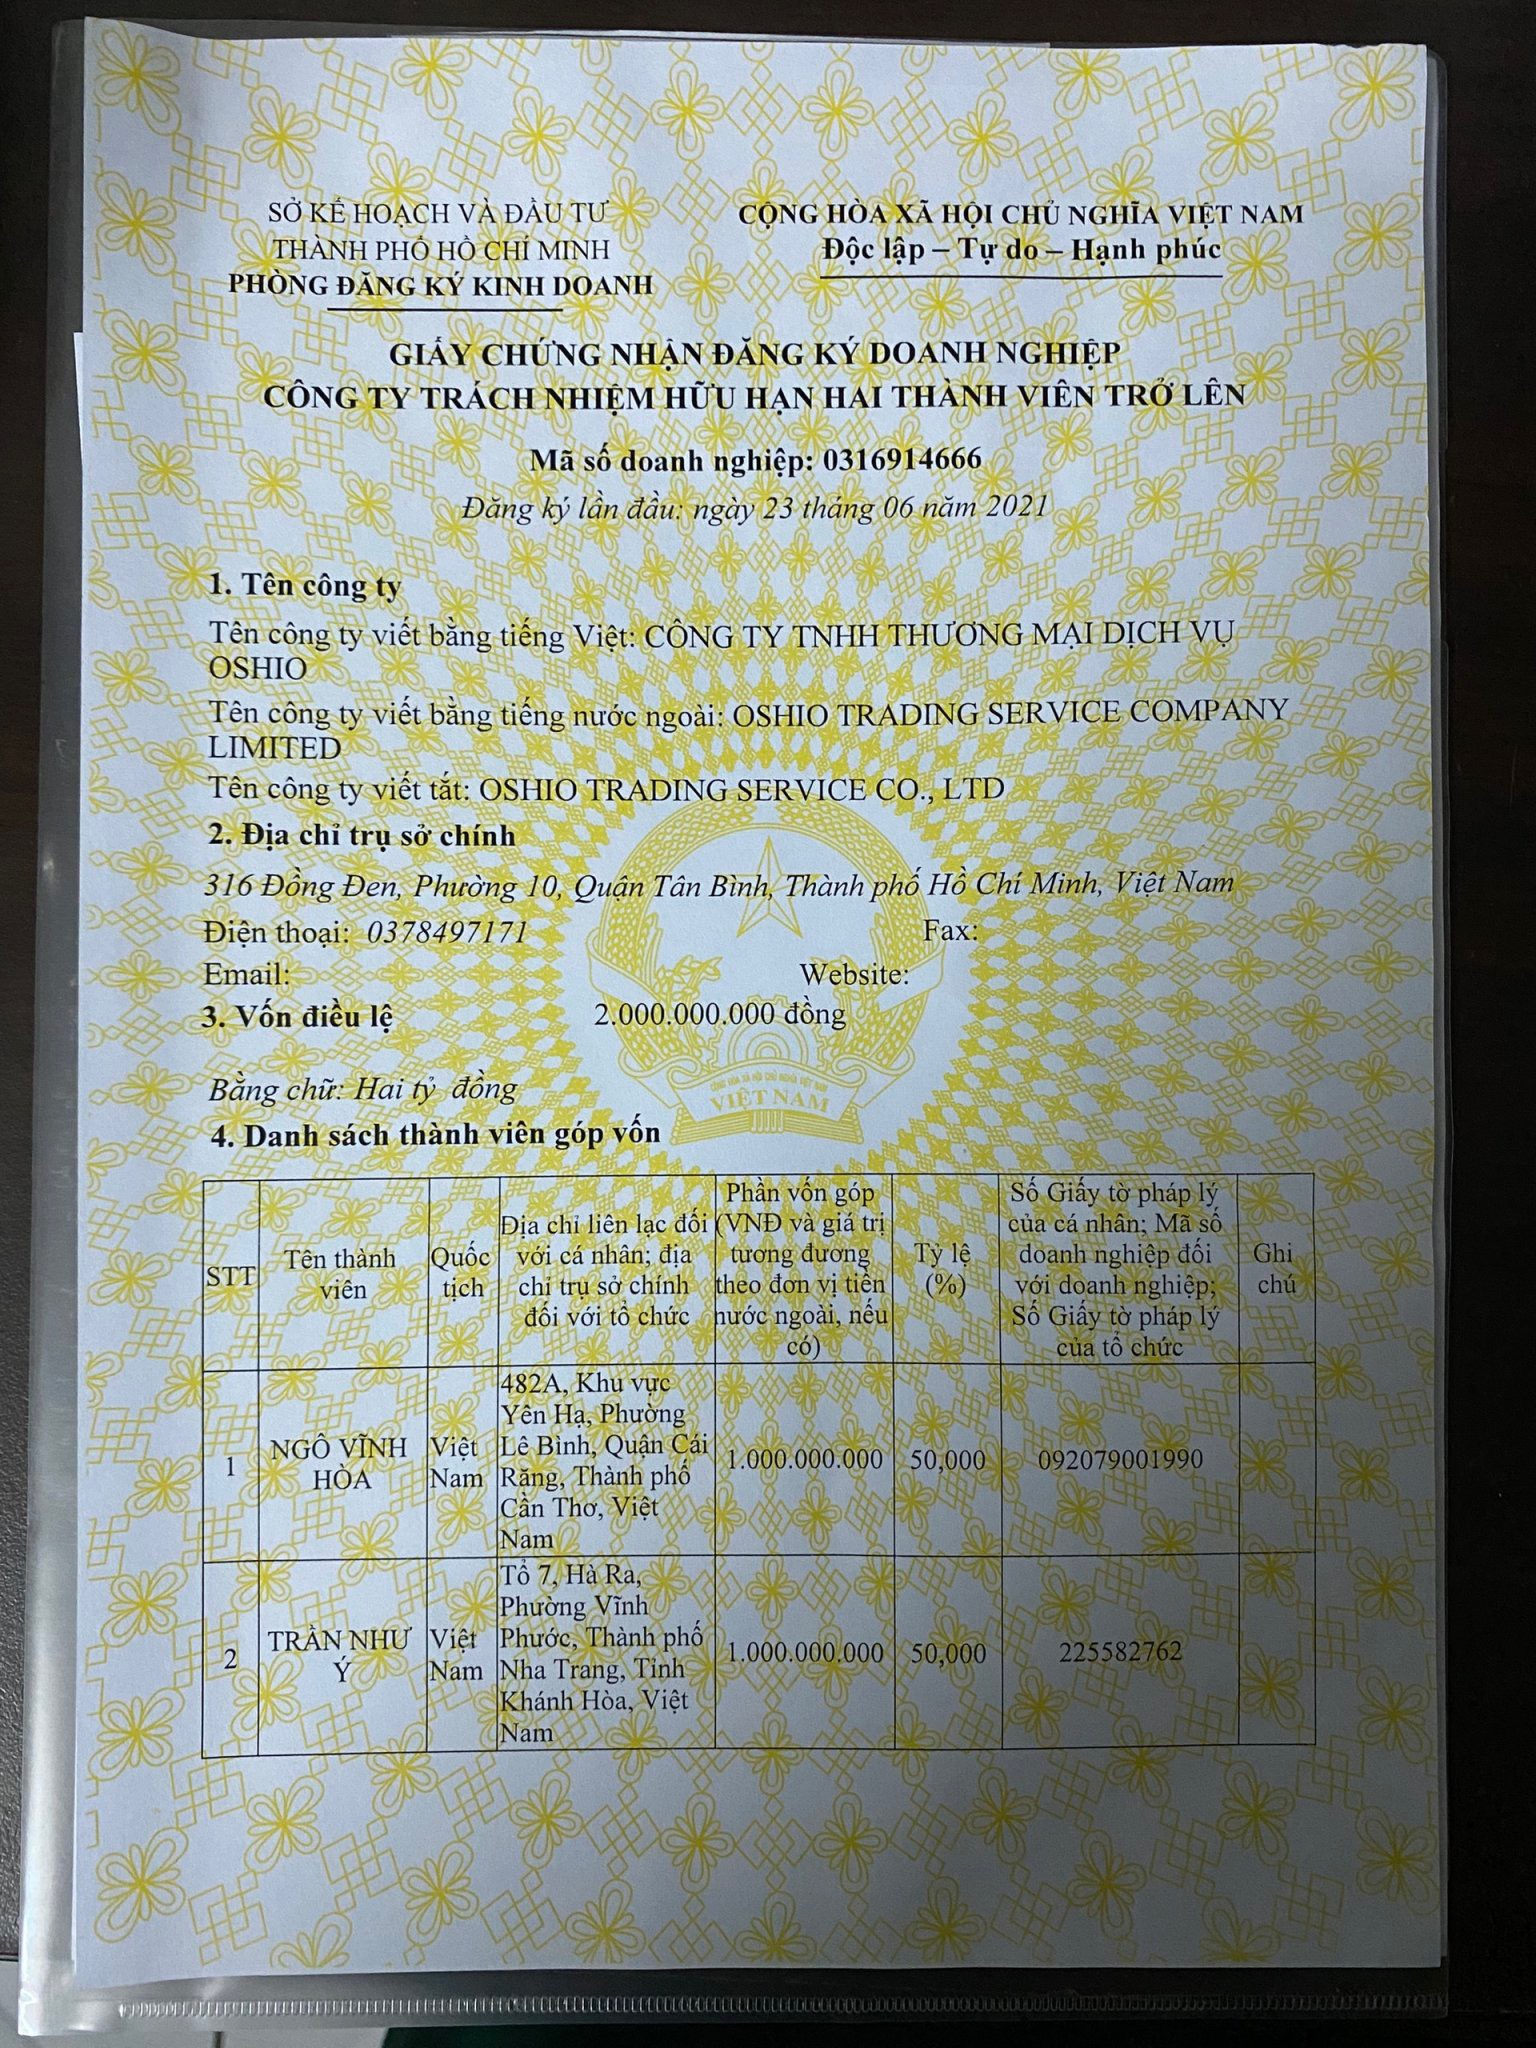 SỞ KẾ HOẠCH VÀ ĐẦU TƯ
THÀNH PHỐ HỒ CHÍ MINH
PHÒNG ĐĂNG KÝ KINH DOANH
CỘNG HÒA XÃ HỘI CHỦ NGHĨA VIỆT NAM
Độc lập – Tự do – Hạnh phúc
GIẤY CHỨNG NHẬN ĐĂNG KÝ DOANH NGHIỆP
CÔNG TY TRÁCH NHIỆM HỮU HẠN HAI THÀNH VIÊN TRỞ LÊN
Mã số doanh nghiệp: 0316914666
Đăng ký lần đầu: ngày 23 tháng 06 năm 2021
1. Tên công ty
Tên công ty viết bằng tiếng Việt: CÔNG TY TNHH THƯƠNG MẠI DỊCH VỤ
OSHIO
Tên công ty viết bằng tiếng nước ngoài: OSHIO TRADING SERVICE COMPANY
LIMITED
Tên công ty viết tắt: OSHIO TRADING SERVICE CO., LTD
2. Địa chỉ trụ sở chính
316 Đồng Đen, Phường 10, Quận Tân Bình, Thành phố Hồ Chí Minh, Việt Nam
Điện thoại: 0378497171 Fax:
Email: Website:
3. Vốn điều lệ 2.000.000.000 đồng
CỘNG HÒA XÃ HỘI CHỦ NGHĨA VIỆT NAM
VIỆT NAM
Bằng chữ: Hai tỷ đồng
4. Danh sách thành viên góp vốn
STT
Tên thành
viên
Quốc
tịch
Địa chỉ liên lạc đối
với cá nhân; địa
chỉ trụ sở chính
đối với tổ chức
Phần vốn góp
(VNĐ và giá trị
tương đương
theo đơn vị tiền
nước ngoài, nếu
có)
Tỷ lệ
(%)
Số Giấy tờ pháp lý
của cá nhân; Mã số
doanh nghiệp đối
với doanh nghiệp;
Số Giấy tờ pháp lý
của tổ chức
Ghi
chú
1
NGÔ VĨNH
HÒA
Việt
Nam
482A, Khu vực
Yên Hạ, Phường
Lê Bình, Quận Cái
Răng, Thành phố
Cần Thơ, Việt
Nam
1.000.000.000
50,000
092079001990
2
TRẦN NHƯ
Ý
Việt
Nam
Tổ 7, Hà Ra,
Phường Vĩnh
Phước, Thành phố
Nha Trang, Tỉnh
Khánh Hòa, Việt
Nam
1.000.000.000
50,000
225582762